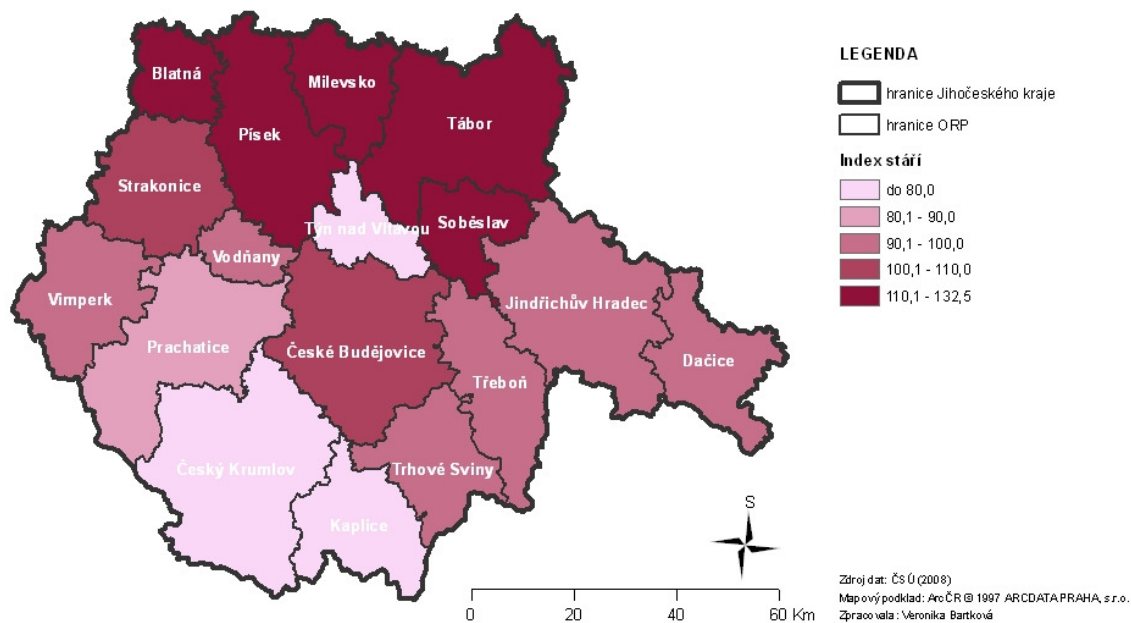 Blatná
Milevsko
Písek
Tábor
Strakonice
Týn nad Vltavou
Soběslav
Vodňany
Vimperk
Jindřichův Hradec
Prachatice
České Budějovice
Dačice
Třeboň
Český Krumlov
Trhové Sviny
Kaplice
LEGENDA
hranice Jihočeského kraje
hranice ORP
Index stáří
do 80,0
80,1 - 90,0
90,1 - 100,0
100,1 - 110,0
110,1 - 132,5
S
0 20 40 60 Km
Zdroj dat: ČSÚ (2008)
Mapový podklad: ArcČR ® 1997 ARCDATA PRAHA, s.r.o.
Zpracovala: Veronika Bartková